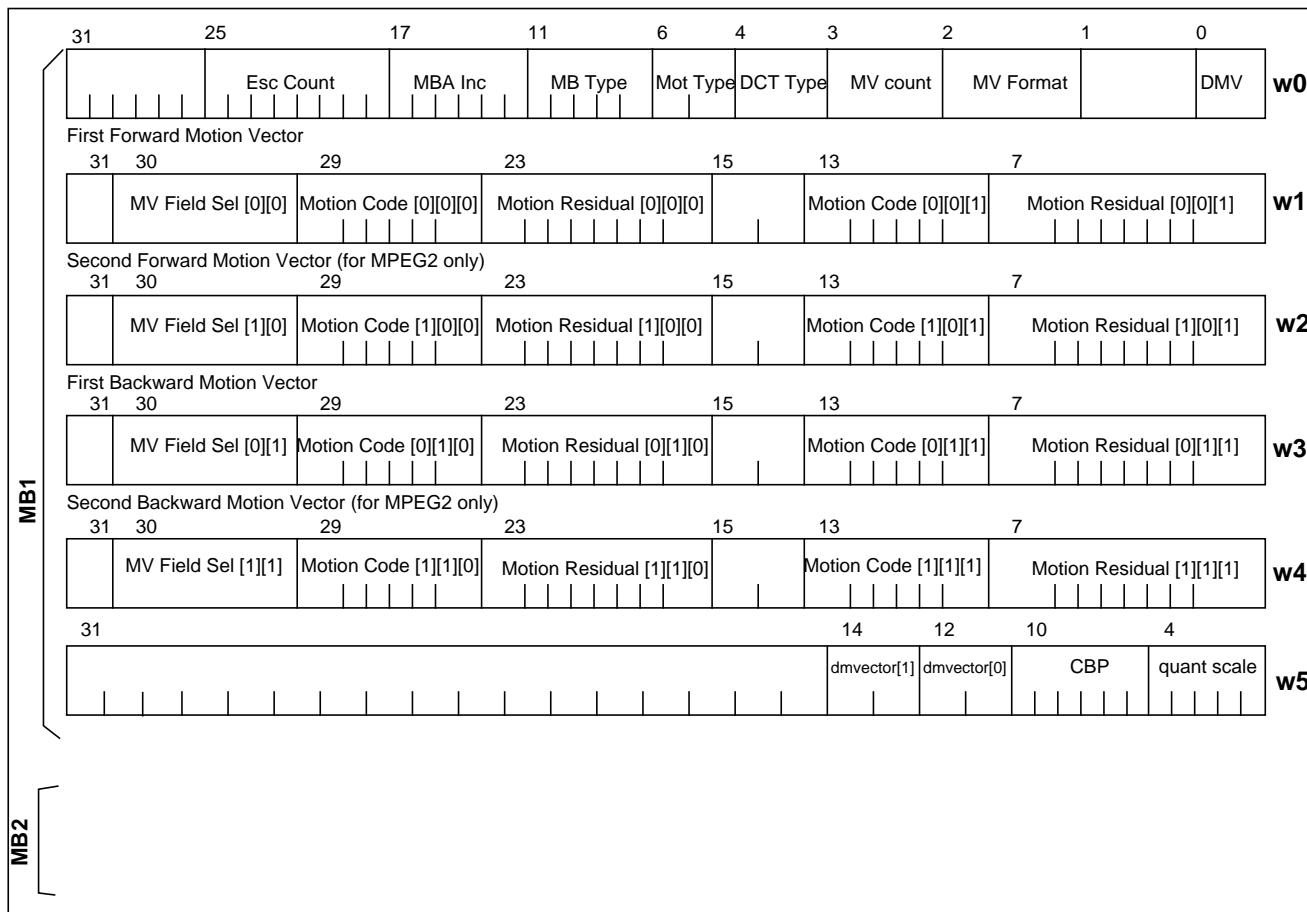 31 25 17 11 6 4 3 2 1 0
Esc Count MBA Inc MB Type Mot Type DCT Type MV count MV Format DMV w0
First Forward Motion Vector
31 30 29 23 15 13 7
MV Field Sel [0][0] Motion Code [0][0][0] Motion Residual [0][0][0] Motion Code [0][0][1] Motion Residual [0][0][1] w1
Second Forward Motion Vector (for MPEG2 only)
31 30 29 23 15 13 7
MV Field Sel [1][0] Motion Code [1][0][0] Motion Residual [1][0][0] Motion Code [1][0][1] Motion Residual [1][0][1] w2
First Backward Motion Vector
31 30 29 23 15 13 7
MV Field Sel [0][1] Motion Code [0][1][0] Motion Residual [0][1][0] Motion Code [0][1][1] Motion Residual [0][1][1] w3
Second Backward Motion Vector (for MPEG2 only)
31 30 29 23 15 13 7
MV Field Sel [1][1] Motion Code [1][1][0] Motion Residual [1][1][0] Motion Code [1][1][1] Motion Residual [1][1][1] w4
31 14 12 10 4
dmvector[1] dmvector[0] CBP quant scale w5
MB1
MB2